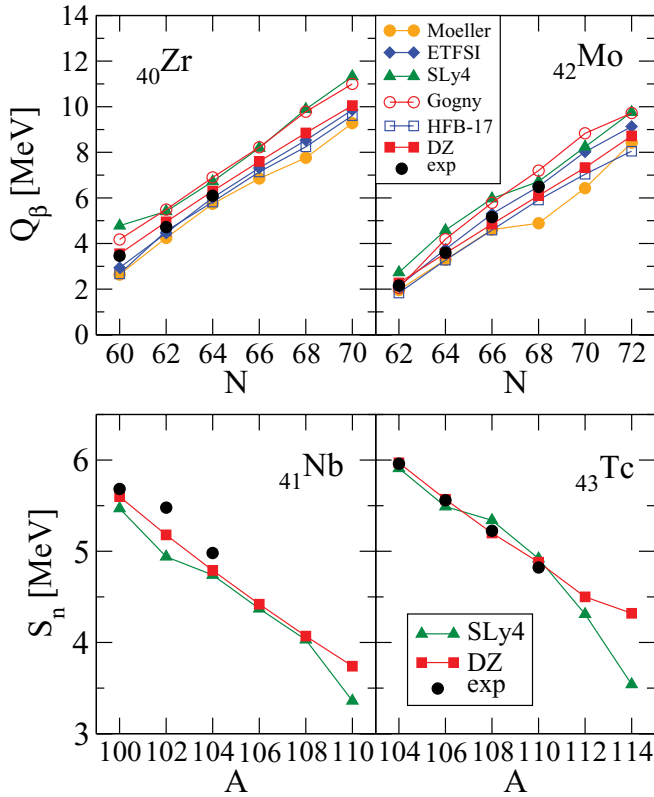 14
12
10
8
6
4
2
0
Q_β [MeV]
₄₀Zr
60 62 64 66 68 70
N
Moeller
ETFSI
SLy4
Gogny
HFB-17
DZ
exp
₄₂Mo
62 64 66 68 70 72
N
6
5
4
3
S_n [MeV]
₄₁Nb
100 102 104 106 108 110
A
₄₃Tc
SLy4
DZ
exp
104 106 108 110 112 114
A